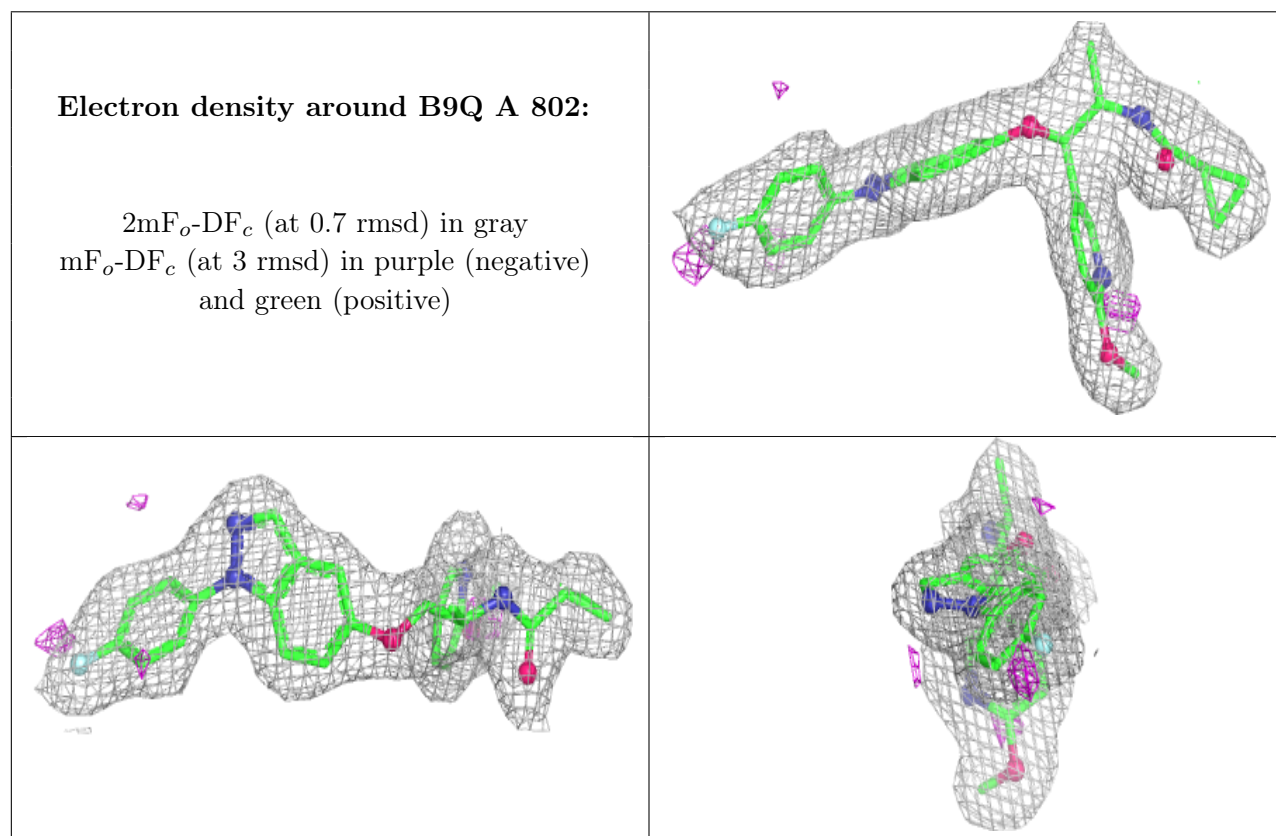 Electron density around B9Q A 802:
2mFₒ-DF𝒸 (at 0.7 rmsd) in gray
mFₒ-DF𝒸 (at 3 rmsd) in purple (negative)
and green (positive)